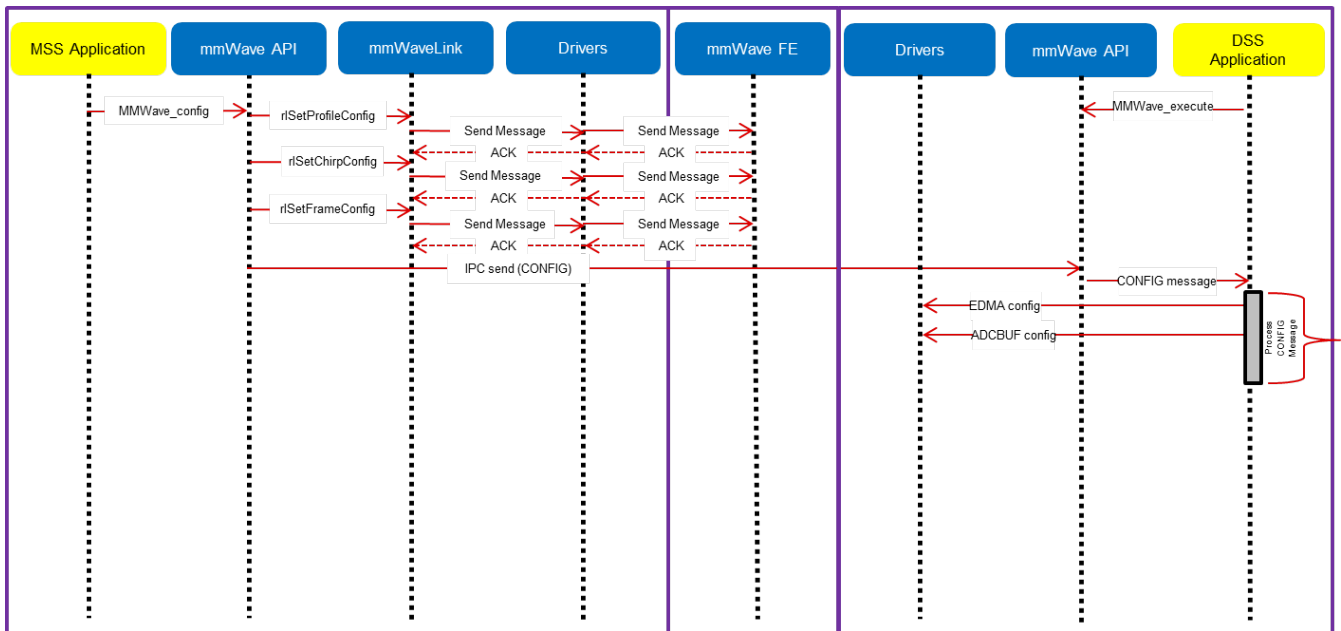 MSS Application
mmWave API
mmWaveLink
Drivers
mmWave FE
Drivers
mmWave API
DSS
Application
MMWave_config
rlSetProfileConfig
MMWave_execute
Send Message
Send Message
ACK
ACK
rlSetChirpConfig
Send Message
Send Message
ACK
ACK
rlSetFrameConfig
Send Message
Send Message
ACK
ACK
IPC send (CONFIG)
CONFIG message
EDMA config
ADCBUF config
Process
CONFIG
Message